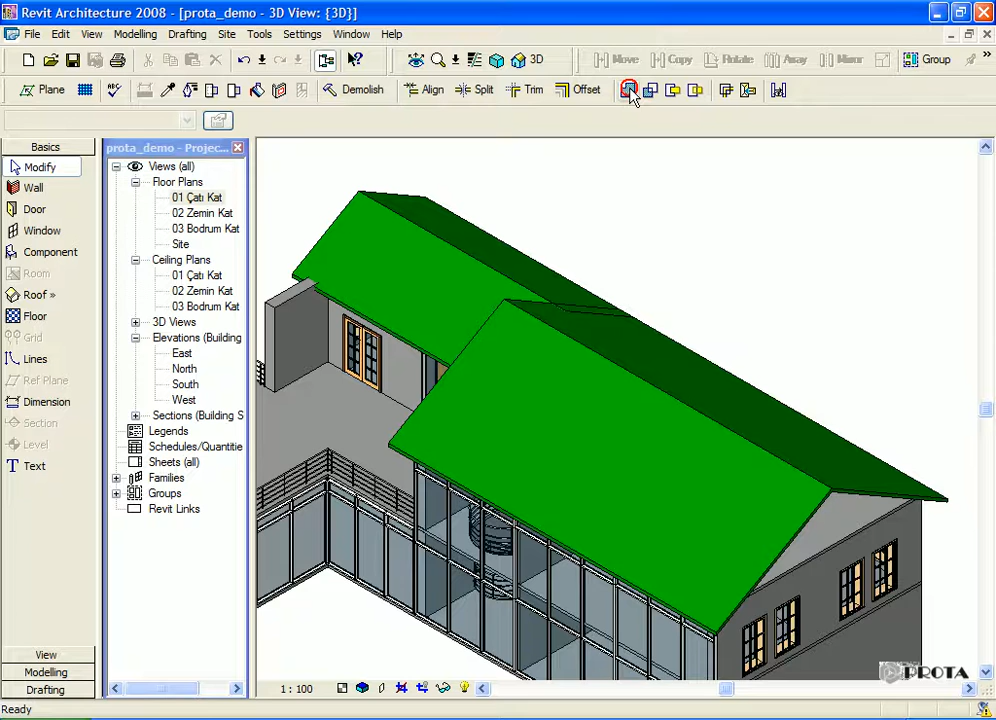 Revit Architecture 2008 - [prota_demo - 3D View: {3D}]
File Edit View Modelling Drafting Site Tools Settings Window Help
3D Move Copy Rotate Array Mirror Group »
Plane ABC Demolish Align Split Trim Offset
Basics
Modify
Wall
Door
Window
Component
Room
Roof »
Floor
Grid
Lines
Ref Plane
Dimension
Section
Level
Text
View
Modelling
Drafting
prota_demo - Projec...
Views (all)
Floor Plans
01 Çatı Kat
02 Zemin Kat
03 Bodrum Kat
Site
Ceiling Plans
01 Çatı Kat
02 Zemin Kat
03 Bodrum Kat
3D Views
Elevations (Building
East
North
South
West
Sections (Building S
Legends
Schedules/Quantitie
Sheets (all)
Families
Groups
Revit Links
1 : 100
PROTA
Ready